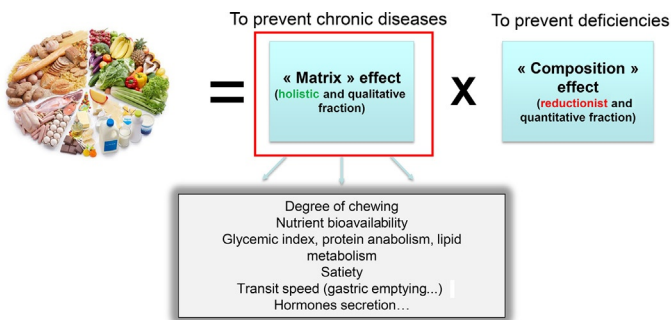 To prevent chronic diseases
To prevent deficiencies
=
« Matrix » effect
(holistic and qualitative
fraction)
X
« Composition »
effect
(reductionist and
quantitative fraction)
Degree of chewing
Nutrient bioavailability
Glycemic index, protein anabolism, lipid
metabolism
Satiety
Transit speed (gastric emptying...)
Hormones secretion…